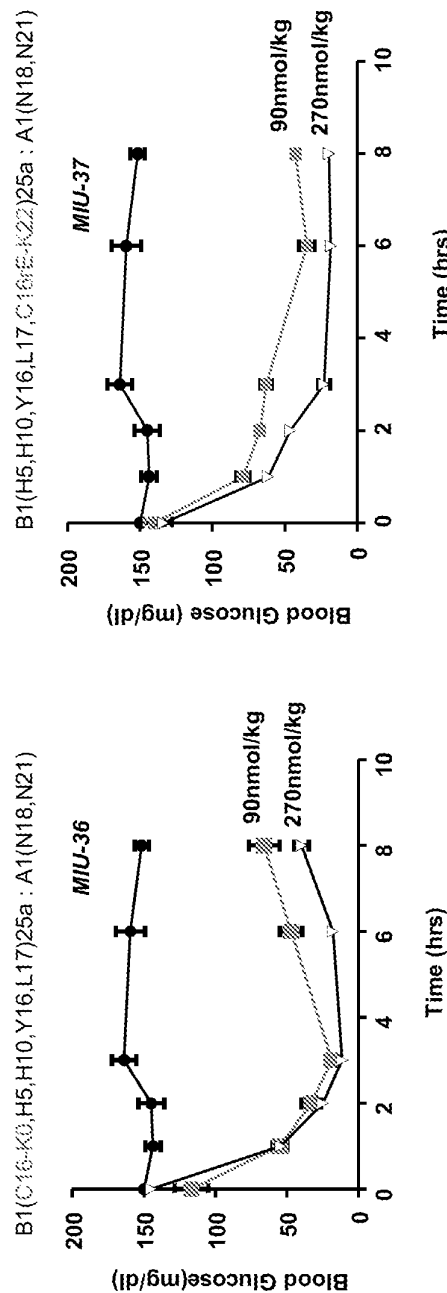 B1(C16-K0,H5,H10,Y16,L17)25a : A1(N18,N21)
MIU-36
Blood Glucose(mg/dl)
200
150
100
50
0
0
2
4
6
8
10
Time (hrs)
90nmol/kg
270nmol/kg
B1(H5,H10,Y16,L17,C16rE-K22)25a : A1(N18,N21)
MIU-37
Blood Glucose (mg/dl)
200
150
100
50
0
0
2
4
6
8
10
Time (hrs)
90nmol/kg
270nmol/kg